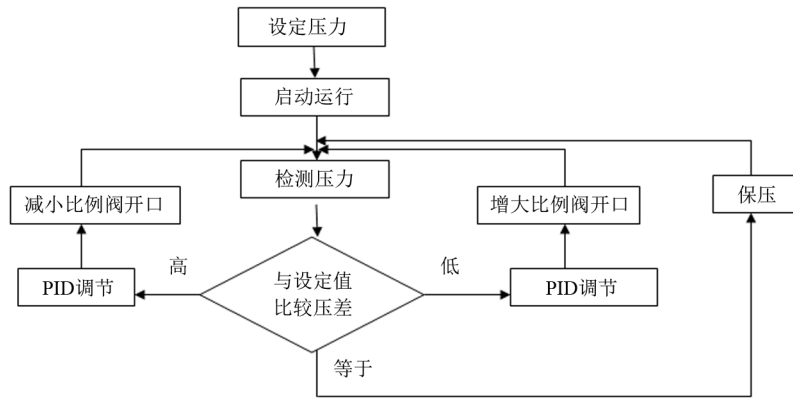 设定压力
启动运行
检测压力
减小比例阀开口
增大比例阀开口
保压
高
低
与设定值
比较压差
PID调节
PID调节
等于